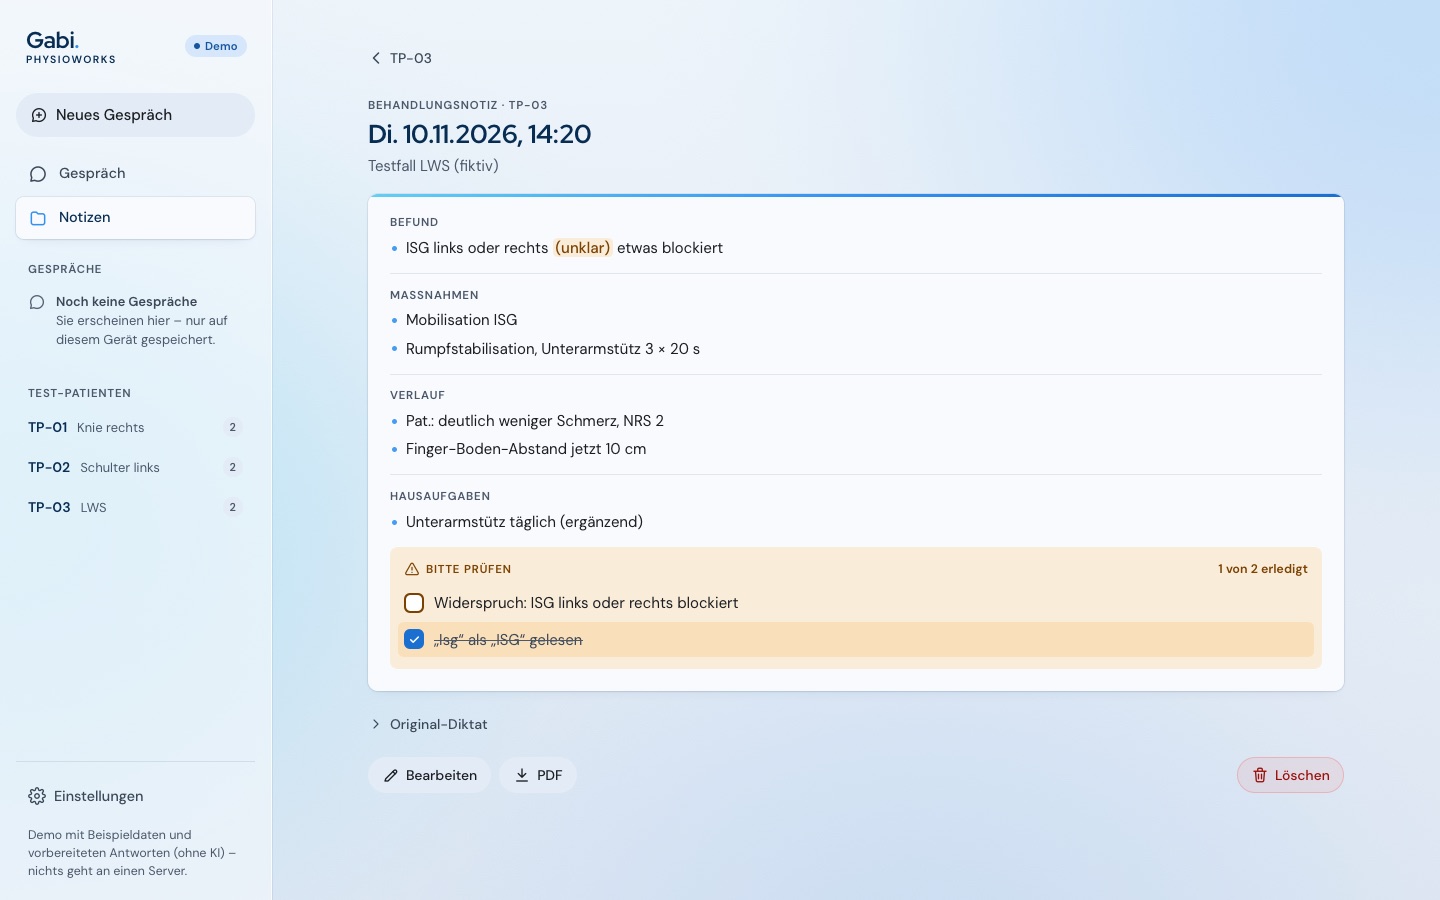 Gabi.
PHYSIOWORKS
Demo
Neues Gespräch
Gespräch
Notizen
GESPRÄCHE
Noch keine Gespräche
Sie erscheinen hier – nur auf
diesem Gerät gespeichert.
TEST-PATIENTEN
TP-01 Knie rechts 2
TP-02 Schulter links 2
TP-03 LWS 2
Einstellungen
Demo mit Beispieldaten und
vorbereiteten Antworten (ohne KI) –
nichts geht an einen Server.
TP-03
BEHANDLUNGSNOTIZ · TP-03
Di. 10.11.2026, 14:20
Testfall LWS (fiktiv)
BEFUND
• ISG links oder rechts (unklar) etwas blockiert
MASSNAHMEN
• Mobilisation ISG
• Rumpfstabilisation, Unterarmstütz 3 × 20 s
VERLAUF
• Pat.: deutlich weniger Schmerz, NRS 2
• Finger-Boden-Abstand jetzt 10 cm
HAUSAUFGABEN
• Unterarmstütz täglich (ergänzend)
BITTE PRÜFEN 1 von 2 erledigt
Widerspruch: ISG links oder rechts blockiert
„Isg“ als „ISG“ gelesen
Original-Diktat
Bearbeiten PDF Löschen